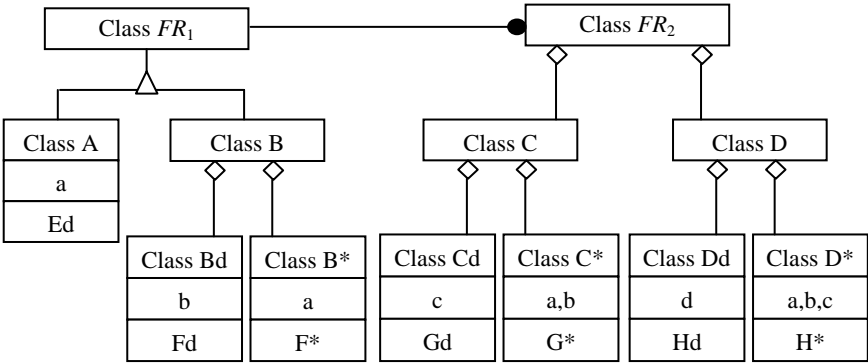 Class FR₁
Class FR₂
Class A
a
Ed
Class B
Class C
Class D
Class Bd
b
Fd
Class B*
a
F*
Class Cd
c
Gd
Class C*
a,b
G*
Class Dd
d
Hd
Class D*
a,b,c
H*